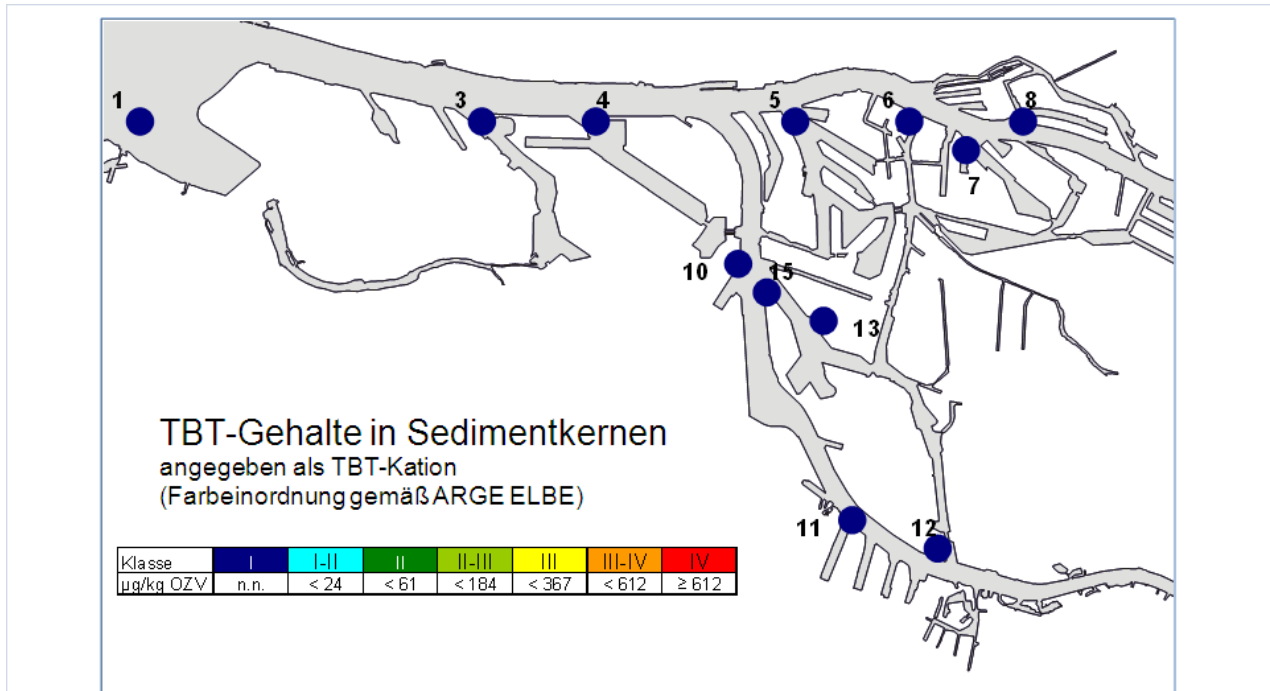 1
3
4
5
6
8
7
10
15
13
TBT-Gehalte in Sedimentkernen
angegeben als TBT-Kation
(Farbeinordnung gemäß ARGE ELBE)
11
12
Klasse I I-II II II-III III III-IV IV
µg/kg OZV n.n. < 24 < 61 < 184 < 367 < 612 ≥ 612